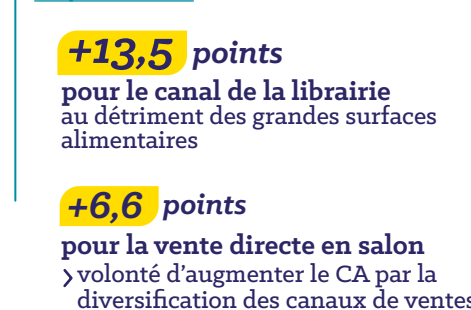 +13,5 points
pour le canal de la librairie
au détriment des grandes surfaces
alimentaires
+6,6 points
pour la vente directe en salon
› volonté d'augmenter le CA par la
diversification des canaux de ventes